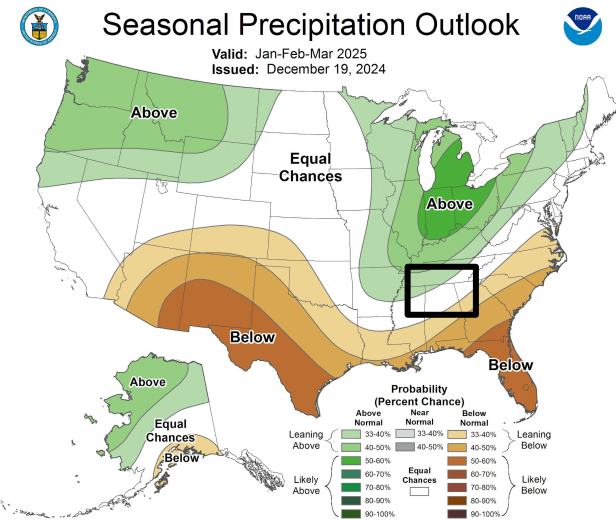 Seasonal Precipitation Outlook
NOAA
Valid: Jan-Feb-Mar 2025
Issued: December 19, 2024
Above
Equal
Chances
Above
Below
Below
Above
Equal
Chances
Below
Probability
(Percent Chance)
Above
Normal
Near
Normal
Below
Normal
Leaning
Above
33-40%
40-50%
33-40%
40-50%
33-40%
40-50%
Leaning
Below
Likely
Above
50-60%
60-70%
70-80%
80-90%
90-100%
Equal
Chances
50-60%
60-70%
70-80%
80-90%
90-100%
Likely
Below